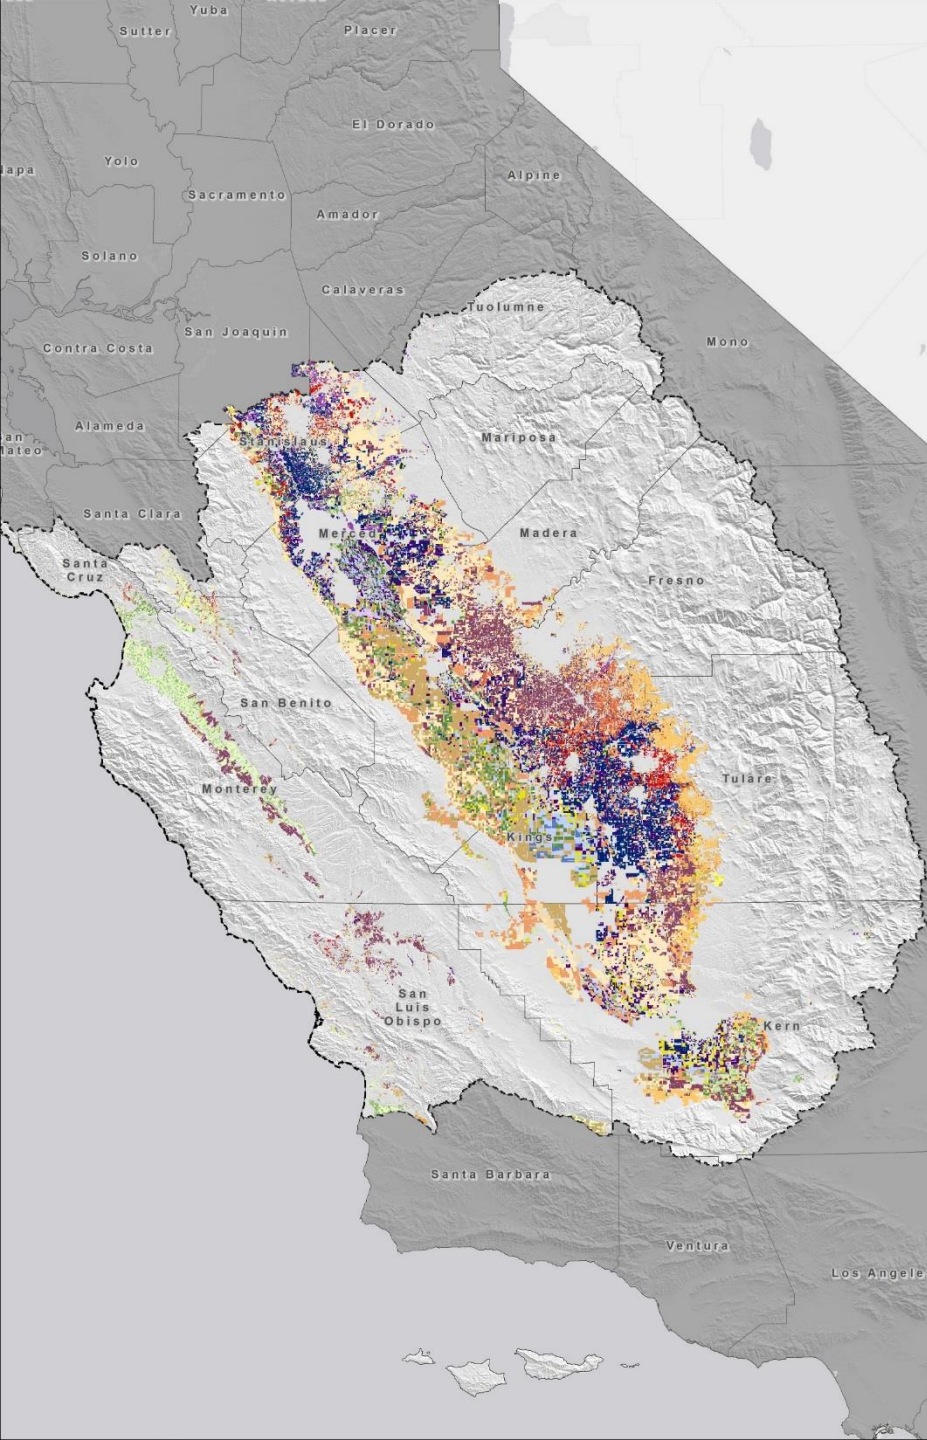 Yuba
Sutter
Placer
El Dorado
Yolo
Napa
Alpine
Sacramento
Amador
Solano
Calaveras
Tuolumne
San Joaquin
Contra Costa
Mono
Alameda
San
Mateo
Stanislaus
Mariposa
Santa Clara
Merced
Madera
Santa
Cruz
Fresno
San Benito
Tulare
Monterey
Kings
San
Luis
Obispo
Kern
Santa Barbara
Ventura
Los Angele